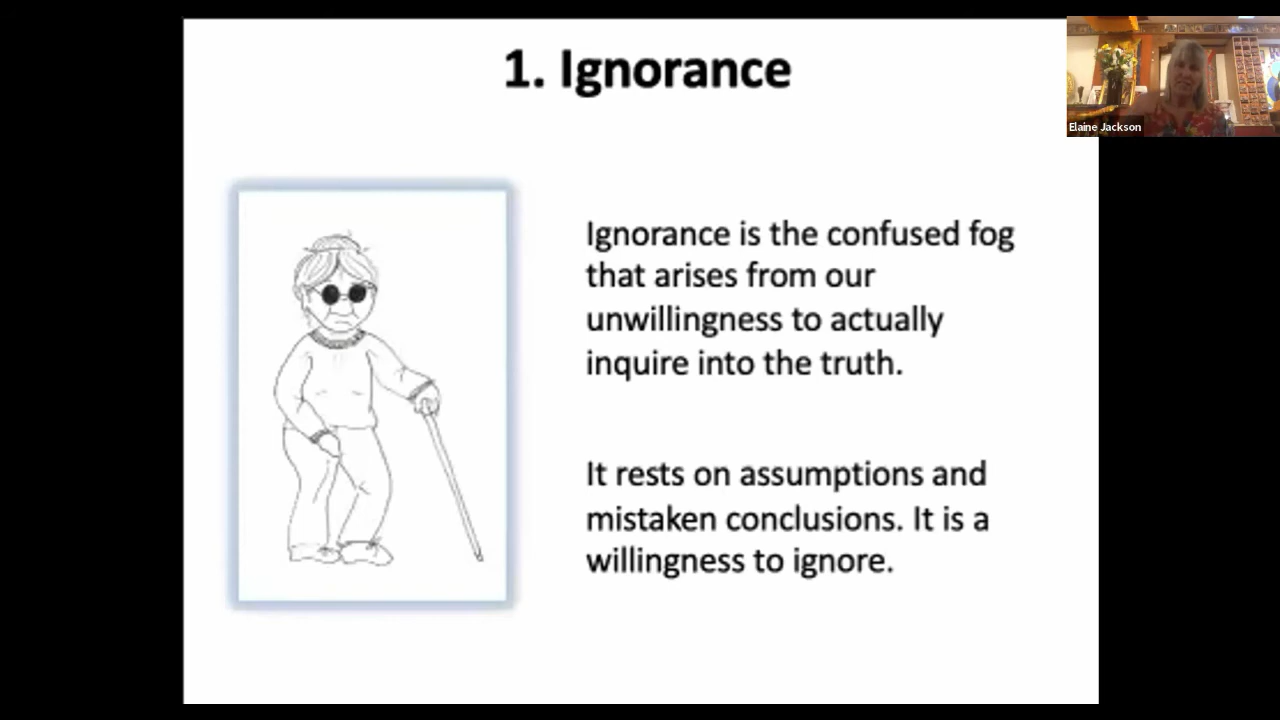 1. Ignorance
Elaine Jackson
Ignorance is the confused fog
that arises from our
unwillingness to actually
inquire into the truth.
It rests on assumptions and
mistaken conclusions. It is a
willingness to ignore.